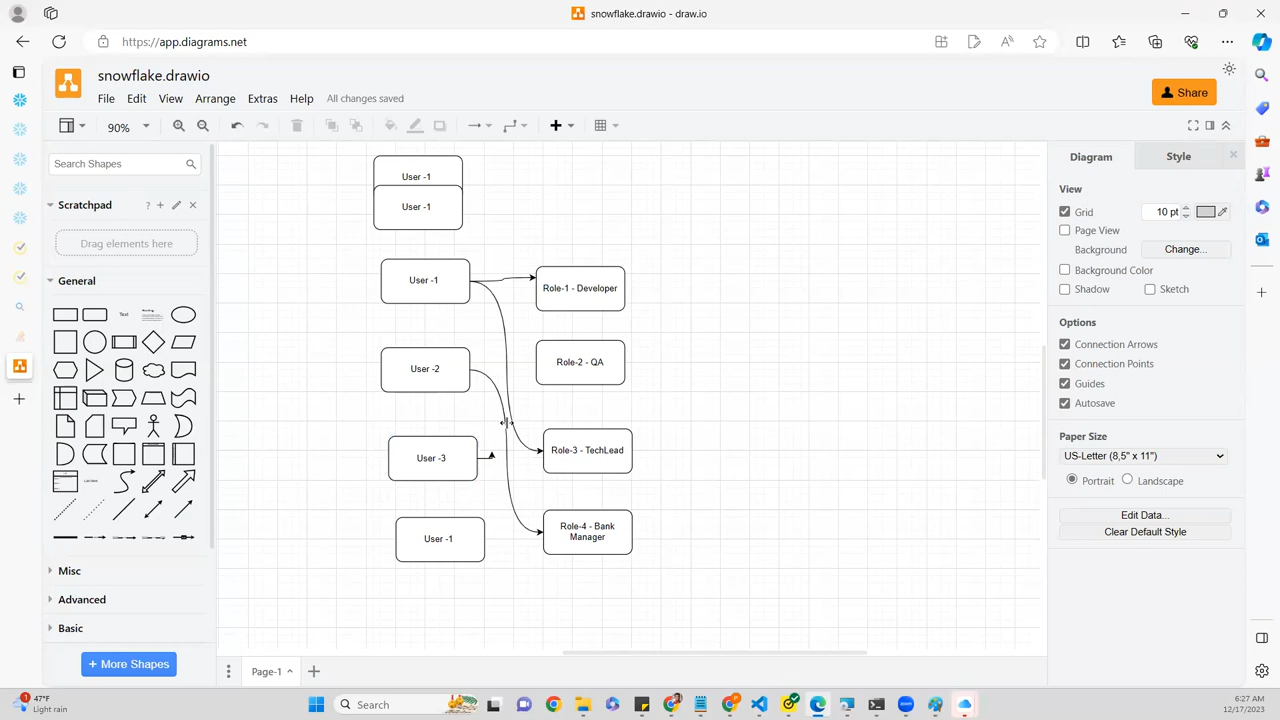 snowflake.drawio - draw.io
https://app.diagrams.net
snowflake.drawio
File Edit View Arrange Extras Help All changes saved
Share
90%
Search Shapes
Scratchpad
?
Drag elements here
General
Text
Heading
List Item
Misc
Advanced
Basic
+ More Shapes
User -1
User -1
User -1
Role-1 - Developer
User -2
Role-2 - QA
User -3
Role-3 - TechLead
User -1
Role-4 - Bank
Manager
Diagram
Style
View
Grid
10 pt
Page View
Background
Change...
Background Color
Shadow
Sketch
Options
Connection Arrows
Connection Points
Guides
Autosave
Paper Size
US-Letter (8,5" x 11")
Portrait
Landscape
Edit Data...
Clear Default Style
Page-1
1
47°F
Light rain
Search
6:27 AM
12/17/2023